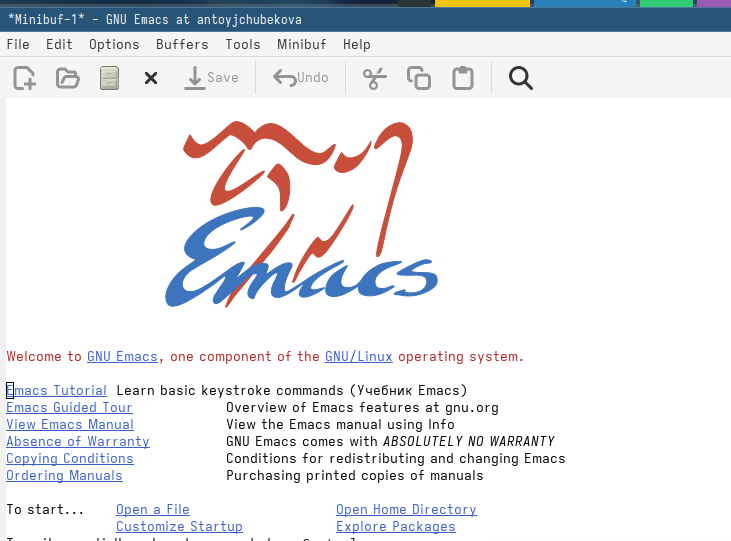 *Minibuf-1* - GNU Emacs at antoyjchubekova
File Edit Options Buffers Tools Minibuf Help
Save Undo
Emacs
Welcome to GNU Emacs, one component of the GNU/Linux operating system.
Emacs Tutorial Learn basic keystroke commands (Учебник Emacs)
Emacs Guided Tour Overview of Emacs features at gnu.org
View Emacs Manual View the Emacs manual using Info
Absence of Warranty GNU Emacs comes with ABSOLUTELY NO WARRANTY
Copying Conditions Conditions for redistributing and changing Emacs
Ordering Manuals Purchasing printed copies of manuals
To start... Open a File Open Home Directory
Customize Startup Explore Packages